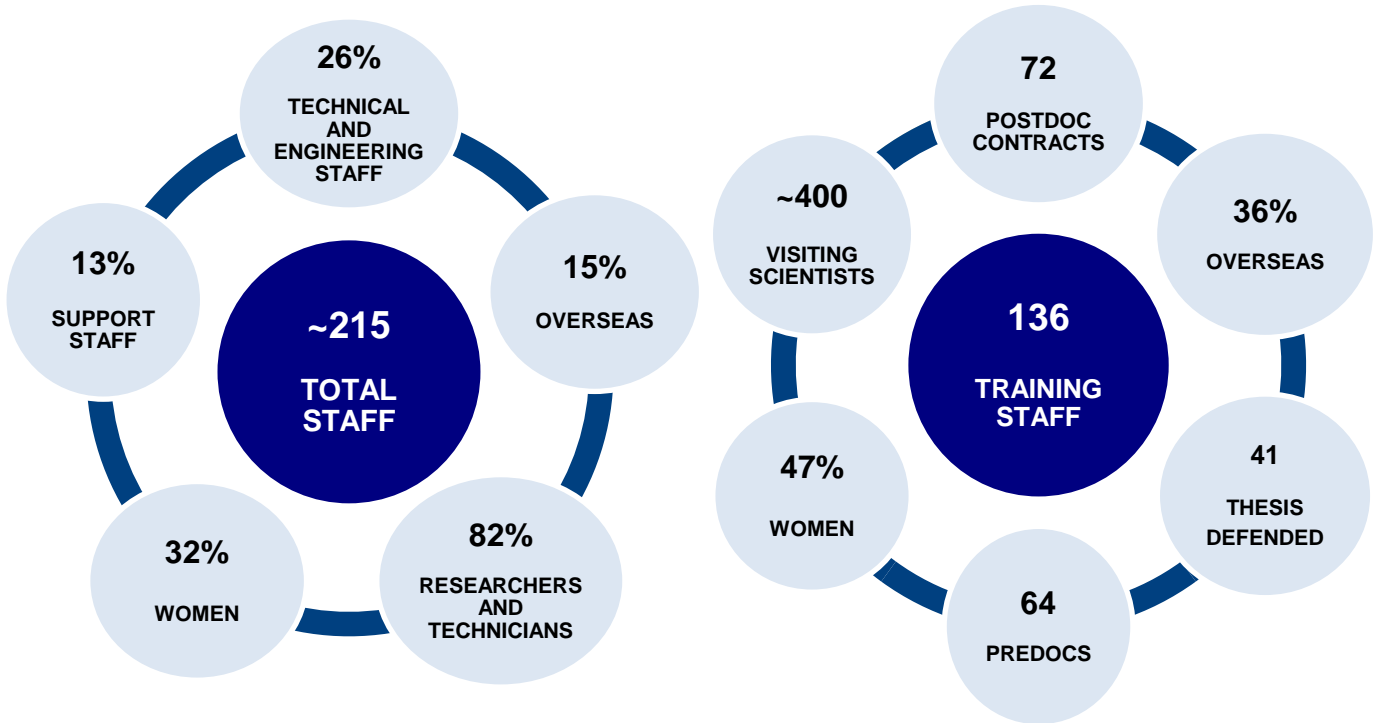 26%
TECHNICAL
AND
ENGINEERING
STAFF
15%
OVERSEAS
82%
RESEARCHERS
AND
TECHNICIANS
32%
WOMEN
13%
SUPPORT
STAFF
~215
TOTAL
STAFF
72
POSTDOC
CONTRACTS
36%
OVERSEAS
41
THESIS
DEFENDED
64
PREDOCS
47%
WOMEN
~400
VISITING
SCIENTISTS
136
TRAINING
STAFF